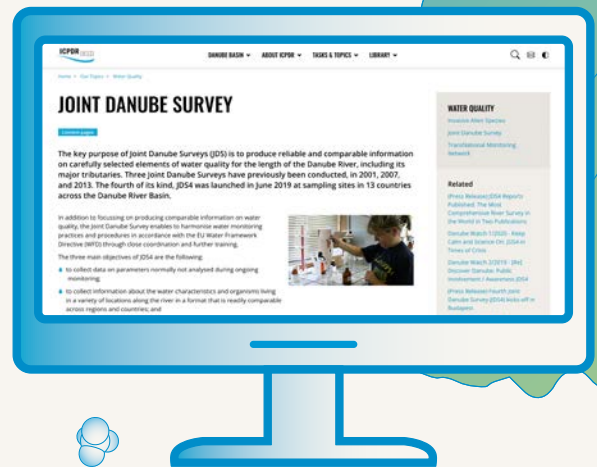 ICPDR
DANUBE BASIN
ABOUT ICPDR
TASKS & TOPICS
LIBRARY
Home > Our Topics > Water Quality
JOINT DANUBE SURVEY
Content pages
The key purpose of Joint Danube Surveys (JDS) is to produce reliable and comparable information
on carefully selected elements of water quality for the length of the Danube River, including its
major tributaries. Three Joint Danube Surveys have previously been conducted, in 2001, 2007,
and 2013. The fourth of its kind, JDS4 was launched in June 2019 at sampling sites in 13 countries
across the Danube River Basin.
In addition to focussing on producing comparable information on water
quality, the Joint Danube Survey enables to harmonise water monitoring
practices and procedures in accordance with the EU Water Framework
Directive (WFD) through close coordination and further training.
The three main objectives of JDS4 are the following:
to collect data on parameters normally not analysed during ongoing
monitoring;
to collect information about the water characteristics and organisms living
in a variety of locations along the river in a format that is readily comparable
across regions and countries; and
WATER QUALITY
Invasive Alien Species
Joint Danube Survey
TransNational Monitoring
Network
Related
(Press Release) JDS4 Reports
Published: The Most
Comprehensive River Survey in
the World in Two Publications
Danube Watch 1/2020 - Keep
Calm and Science On: JDS4 in
Times of Crisis
Danube Watch 2/2019 - (Re)
Discover Danube: Public
Involvement / Awareness JDS4
(Press Release) Fourth Joint
Danube Survey (JDS4) kicks-off in
Budapest